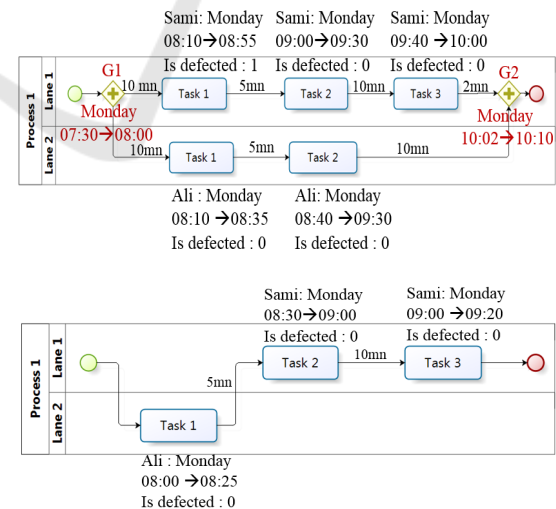 Sami: Monday Sami: Monday Sami: Monday
08:10→08:55 09:00→09:30 09:40 →10:00
Is defected : 1 Is defected : 0 Is defected : 0
G1 G2
Process 1
Lane 1
10 mn Task 1 5mn Task 2 10mn Task 3 2mn
Monday Monday
07:30→08:00 10:02→10:10
Lane 2
10mn Task 1 5mn Task 2 10mn
Ali : Monday Ali: Monday
08:10 →08:35 08:40 →09:30
Is defected : 0 Is defected : 0
Sami: Monday Sami: Monday
08:30→09:00 09:00 →09:20
Is defected : 0 Is defected : 0
Process 1
Lane 1
Task 2 10mn Task 3
5mn
Lane 2
Task 1
Ali : Monday
08:00 →08:25
Is defected : 0